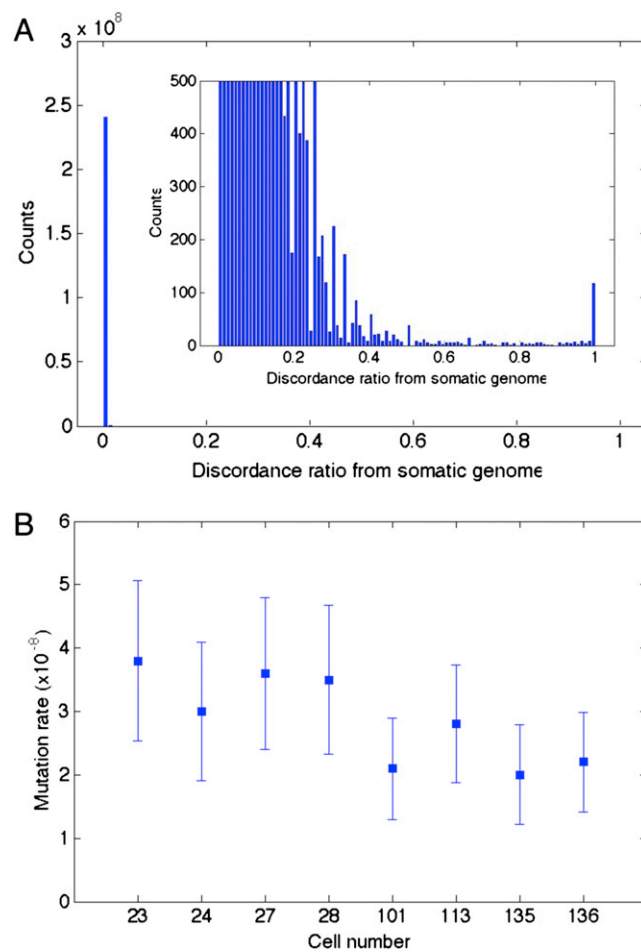 A
3 x 10^8
2.5
2
1.5
1
0.5
0
Counts
0 0.2 0.4 0.6 0.8 1
Discordance ratio from somatic genome
500
400
300
200
100
0
Counts
0 0.2 0.4 0.6 0.8 1
Discordance ratio from somatic genome
B
6
5
4
3
2
1
0
Mutation rate (x10^-8)
23 24 27 28 101 113 135 136
Cell number